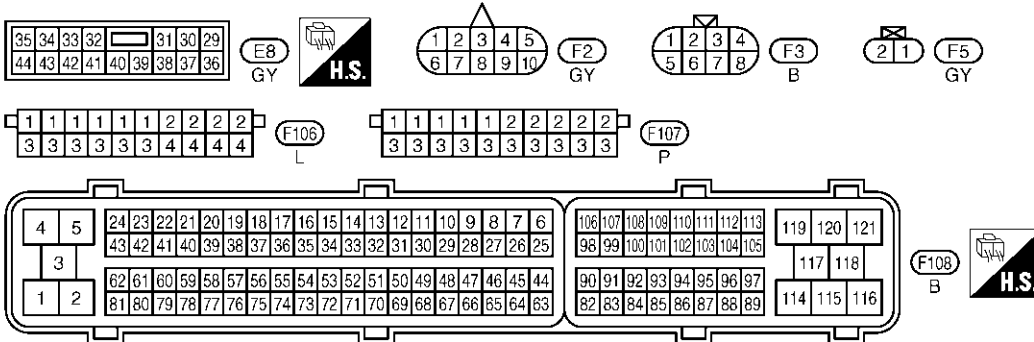 35 34 33 32 31 30 29
44 43 42 41 40 39 38 37 36
E8
GY
H.S.
1 2 3 4 5
6 7 8 9 10
F2
GY
1 2 3 4
5 6 7 8
F3
B
2 1
F5
GY
1 1 1 1 1 1 2 2 2 2
3 3 3 3 3 3 4 4 4 4
F106
L
1 1 1 1 1 2 2 2 2 2
3 3 3 3 3 3 3 3 3 3
F107
P
4 5
3
1 2
24 23 22 21 20 19 18 17 16 15 14 13 12 11 10 9 8 7 6
43 42 41 40 39 38 37 36 35 34 33 32 31 30 29 28 27 26 25
62 61 60 59 58 57 56 55 54 53 52 51 50 49 48 47 46 45 44
81 80 79 78 77 76 75 74 73 72 71 70 69 68 67 66 65 64 63
106 107 108 109 110 111 112 113
98 99 100 101 102 103 104 105
90 91 92 93 94 95 96 97
82 83 84 85 86 87 88 89
119 120 121
117 118
114 115 116
F108
B
H.S.